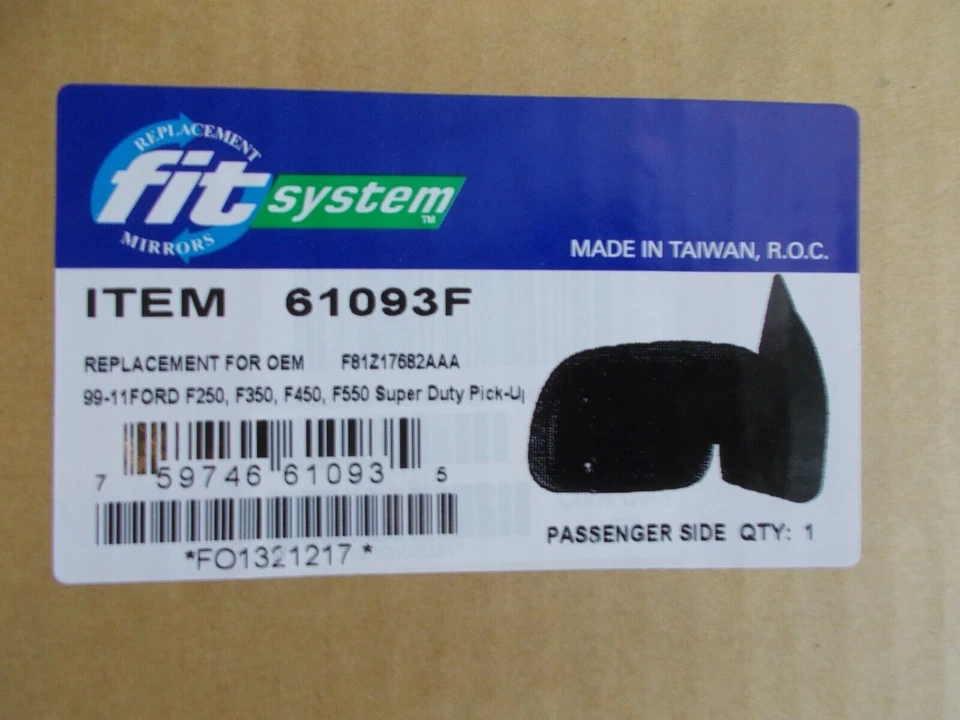 REPLACEMENT
fit system™
MIRRORS
MADE IN TAIWAN, R.O.C.
ITEM 61093F
REPLACEMENT FOR OEM F81Z17682AAA
99-11FORD F250, F350, F450, F550 Super Duty Pick-U
7 59746 61093 5
*FO1321217 *
PASSENGER SIDE QTY: 1